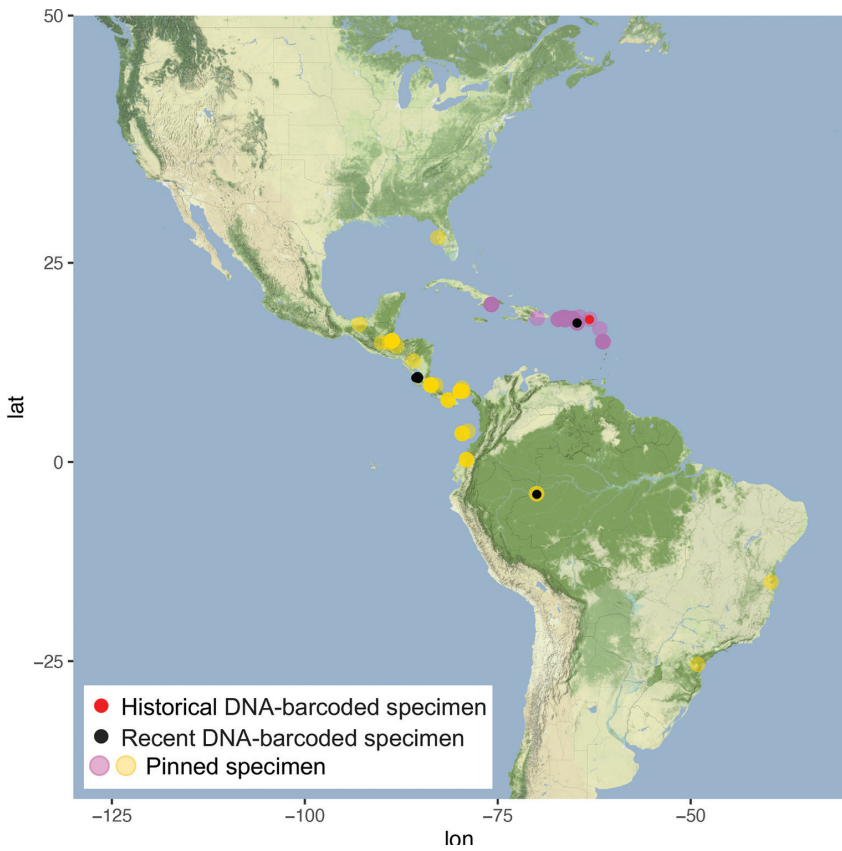 50
25
0
−25
lat
Historical DNA-barcoded specimen
Recent DNA-barcoded specimen
Pinned specimen
−125
−100
−75
−50
lon